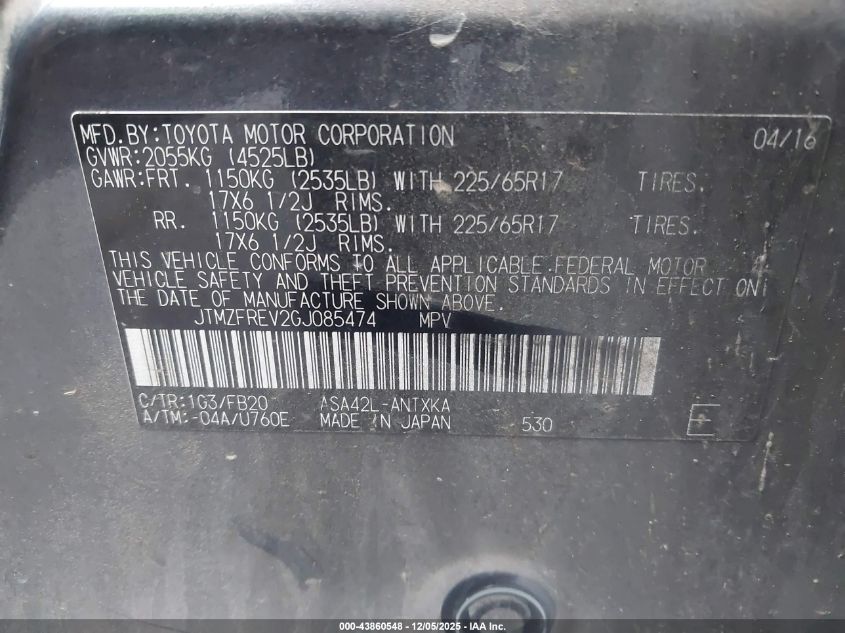 MFD.BY:TOYOTA MOTOR CORPORATION 04/16
GVWR:2055KG (4525LB)
GAWR:FRT. 1150KG (2535LB) WITH 225/65R17 TIRES.
17X6 1/2J RIMS.
RR. 1150KG (2535LB) WITH 225/65R17 TIRES.
17X6 1/2J RIMS.
THIS VEHICLE CONFORMS TO ALL APPLICABLE FEDERAL MOTOR
VEHICLE SAFETY AND THEFT PREVENTION STANDARDS IN EFFECT ON
THE DATE OF MANUFACTURE SHOWN ABOVE.
JTMZFREV2GJ085474 MPV
C/TR:1G3/FB20 ASA42L-ANTXKA
A/TM:-04A/U760E MADE IN JAPAN 530 E
000-43860548 - 12/05/2025 - IAA Inc.